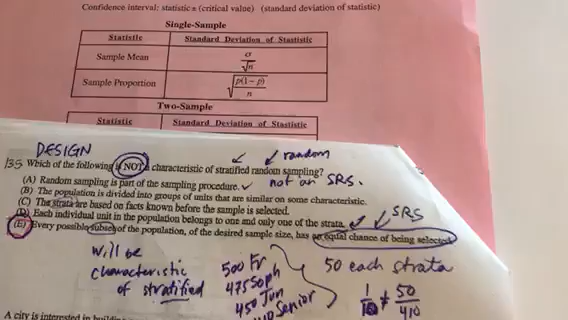 Confidence interval: statistic ± (critical value) (standard deviation of statistic)
Single-Sample
Statistic Standard Deviation of Stastistic
Sample Mean σ/√n
Sample Proportion √(p(1-p)/n)
Two-Sample
Statistic Standard Deviation of Stastistic
DESIGN
random
135 Which of the following is NOT a characteristic of stratified random sampling?
not an SRS.
(A) Random sampling is part of the sampling procedure.
(B) The population is divided into groups of units that are similar on some characteristic.
(C) The strata are based on facts known before the sample is selected.
SRS
(D) Each individual unit in the population belongs to one and only one of the strata.
(E) Every possible subset of the population, of the desired sample size, has an equal chance of being selected.
will be
characteristic
of stratified
500 Fr
475 Soph
450 Jun
Senior
50 each strata
≠ 50/410
A city is interested in